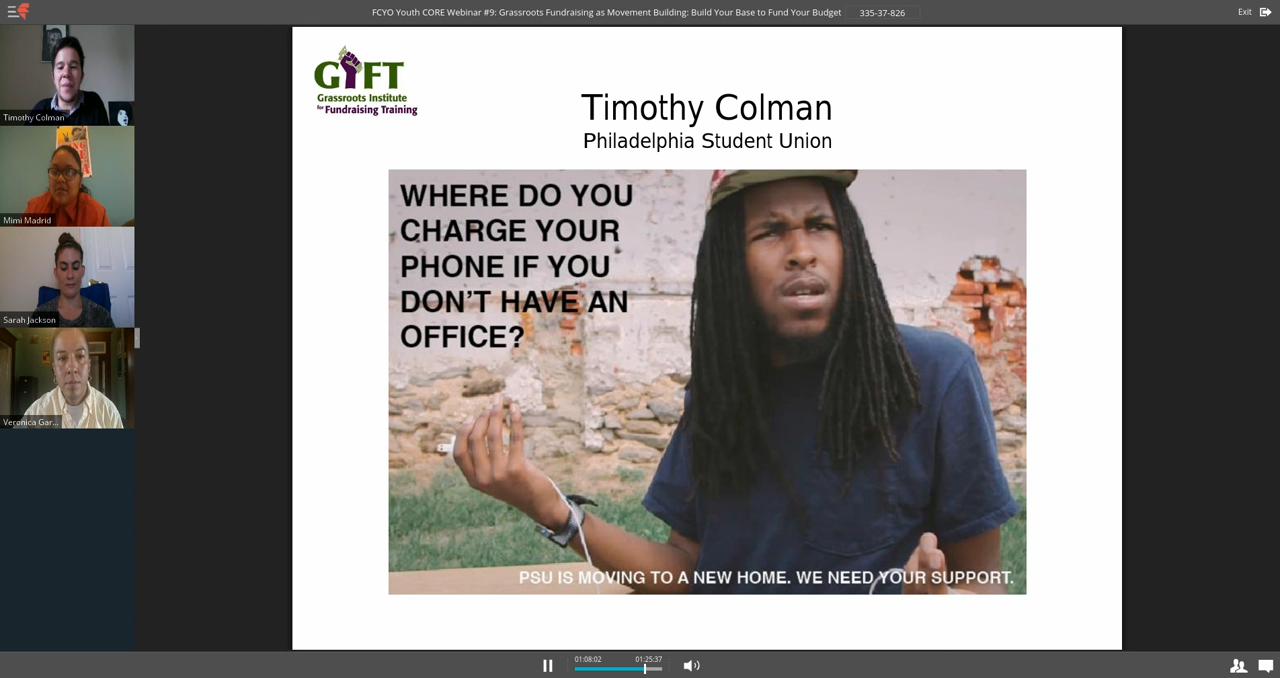 FCYO Youth CORE Webinar #9: Grassroots Fundraising as Movement Building: Build Your Base to Fund Your Budget
335-37-826
Exit
Timothy Colman
Mimi Madrid
Sarah Jackson
Veronica Gar...
GIFT
Grassroots Institute
for Fundraising Training
Timothy Colman
Philadelphia Student Union
WHERE DO YOU
CHARGE YOUR
PHONE IF YOU
DON'T HAVE AN
OFFICE?
PSU IS MOVING TO A NEW HOME. WE NEED YOUR SUPPORT.
01:08:02
01:25:37